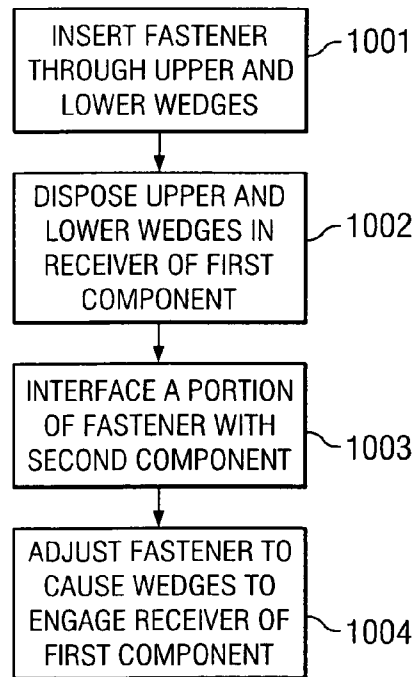 INSERT FASTENER
THROUGH UPPER AND
LOWER WEDGES
1001
DISPOSE UPPER AND
LOWER WEDGES IN
RECEIVER OF FIRST
COMPONENT
1002
INTERFACE A PORTION
OF FASTENER WITH
SECOND COMPONENT
1003
ADJUST FASTENER TO
CAUSE WEDGES TO
ENGAGE RECEIVER OF
FIRST COMPONENT
1004